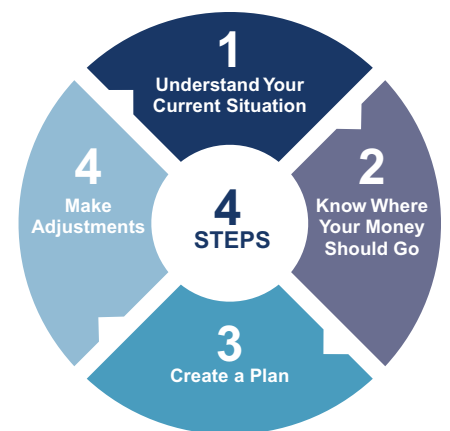 1
Understand Your
Current Situation
2
Know Where
Your Money
Should Go
3
Create a Plan
4
Make
Adjustments
4
STEPS